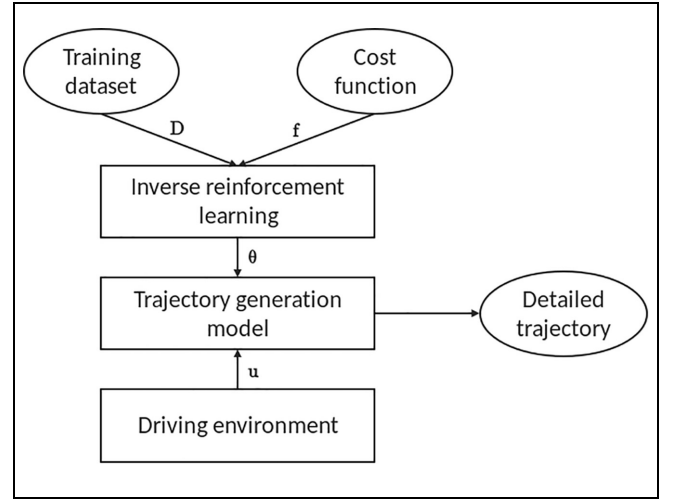 Training
dataset
Cost
function
D
f
Inverse reinforcement
learning
θ
Trajectory generation
model
Detailed
trajectory
u
Driving environment